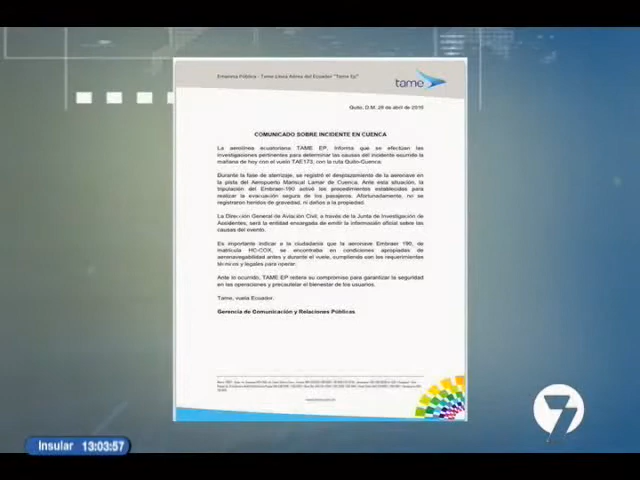 Empresa Pública - Tame Línea Aérea del Ecuador "Tame Ep"
tame
Quito, D.M. 28 de abril de 2016
COMUNICADO SOBRE INCIDENTE EN CUENCA
La aerolínea ecuatoriana TAME EP, informa que se efectúan las
investigaciones pertinentes para determinar las causas del incidente ocurrido la
mañana de hoy con el vuelo TAE173, con la ruta Quito-Cuenca.
Durante la fase de aterrizaje, se registró el desplazamiento de la aeronave en
la pista del Aeropuerto Mariscal Lamar de Cuenca. Ante esta situación, la
tripulación del Embraer-190 activó los procedimientos establecidos para
realizar la evacuación segura de los pasajeros. Afortunadamente, no se
registraron heridos de gravedad, ni daños a la propiedad.
La Dirección General de Aviación Civil, a través de la Junta de Investigación de
Accidentes, será la entidad encargada de emitir la información oficial sobre las
causas del evento.
Es importante indicar a la ciudadanía que la aeronave Embraer 190, de
matrícula HC-COX, se encontraba en condiciones apropiadas de
aeronavegabilidad antes y durante el vuelo, cumpliendo con los requerimientos
técnicos y legales para operar.
Ante lo ocurrido, TAME EP reitera su compromiso para garantizar la seguridad
en las operaciones y precautelar el bienestar de los usuarios.
Tame, vuela Ecuador.
Gerencia de Comunicación y Relaciones Públicas
7
Insular 13:03:57